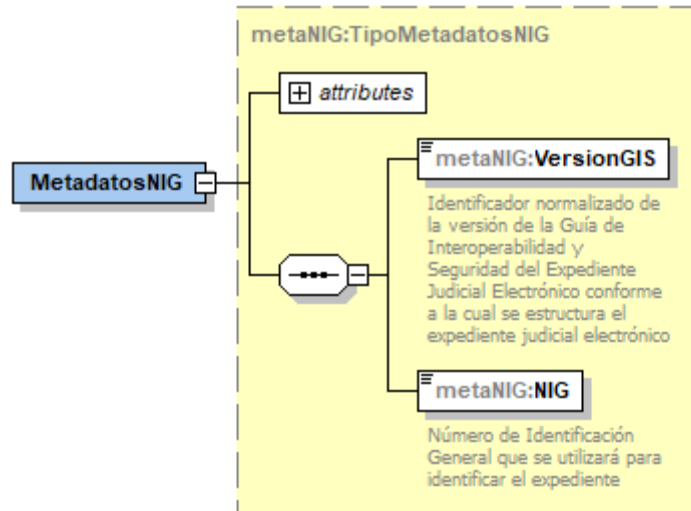 metaNIG:TipoMetadatosNIG
attributes
MetadatosNIG
metaNIG:VersionGIS
Identificador normalizado de
la versión de la Guía de
Interoperabilidad y
Seguridad del Expediente
Judicial Electrónico conforme
a la cual se estructura el
expediente judicial electrónico
metaNIG:NIG
Número de Identificación
General que se utilizará para
identificar el expediente